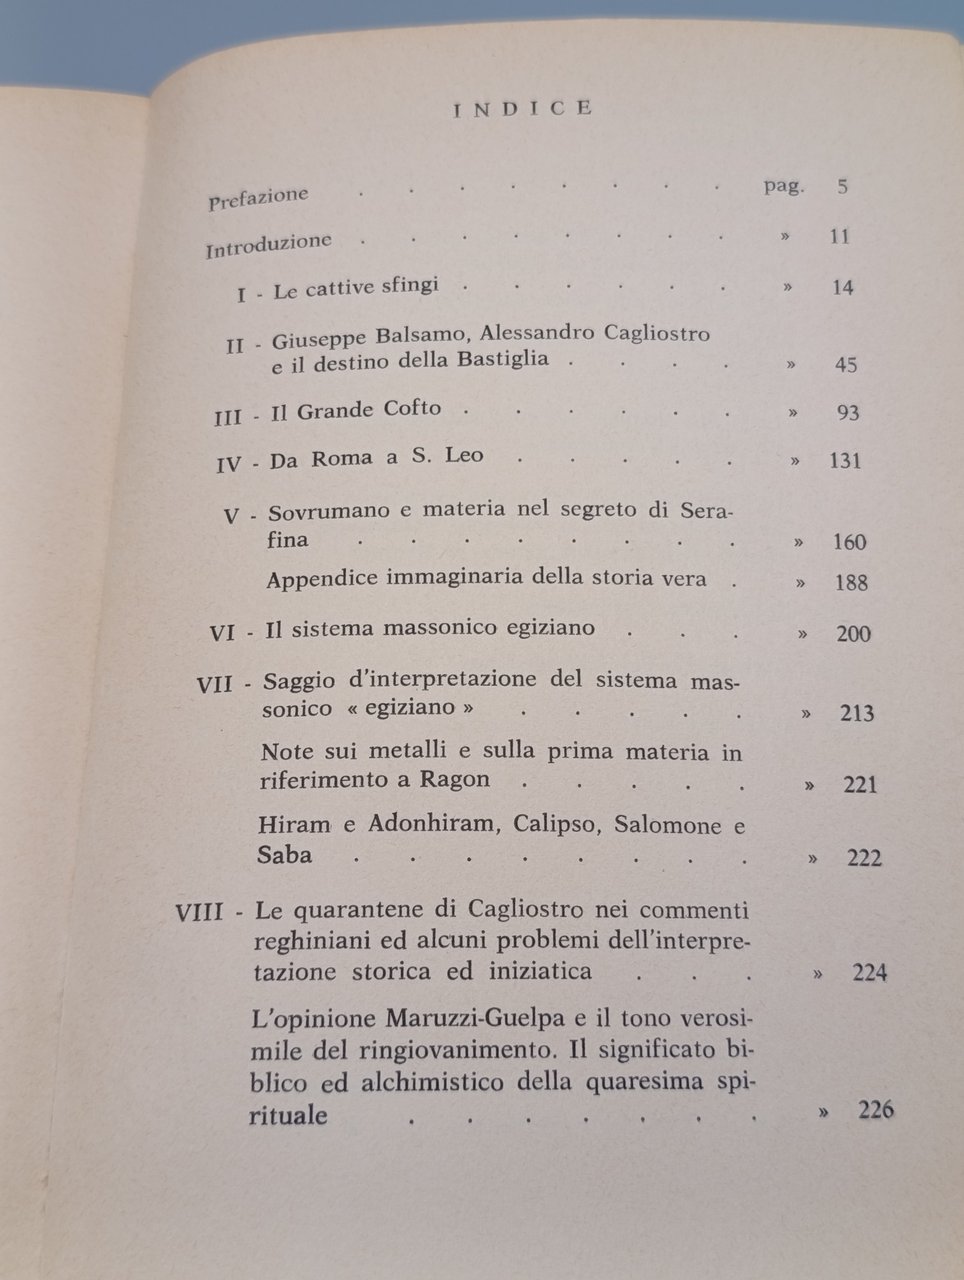 INDICE
Prefazione . . . . . . . . pag. 5
Introduzione . . . . . . . . » 11
I - Le cattive sfingi . . . . . . » 14
II - Giuseppe Balsamo, Alessandro Cagliostro
e il destino della Bastiglia . . . . » 45
III - Il Grande Cofto . . . . . . » 93
IV - Da Roma a S. Leo . . . . . » 131
V - Sovrumano e materia nel segreto di Sera-
fina . . . . . . . . » 160
Appendice immaginaria della storia vera . » 188
VI - Il sistema massonico egiziano . . . » 200
VII - Saggio d'interpretazione del sistema mas-
sonico « egiziano » . . . . . » 213
Note sui metalli e sulla prima materia in
riferimento a Ragon . . . . . » 221
Hiram e Adonhiram, Calipso, Salomone e
Saba . . . . . . . . » 222
VIII - Le quarantene di Cagliostro nei commenti
reghiniani ed alcuni problemi dell'interpre-
tazione storica ed iniziatica . . . » 224
L'opinione Maruzzi-Guelpa e il tono verosi-
mile del ringiovanimento. Il significato bi-
blico ed alchimistico della quaresima spi-
rituale . . . . . . . » 226